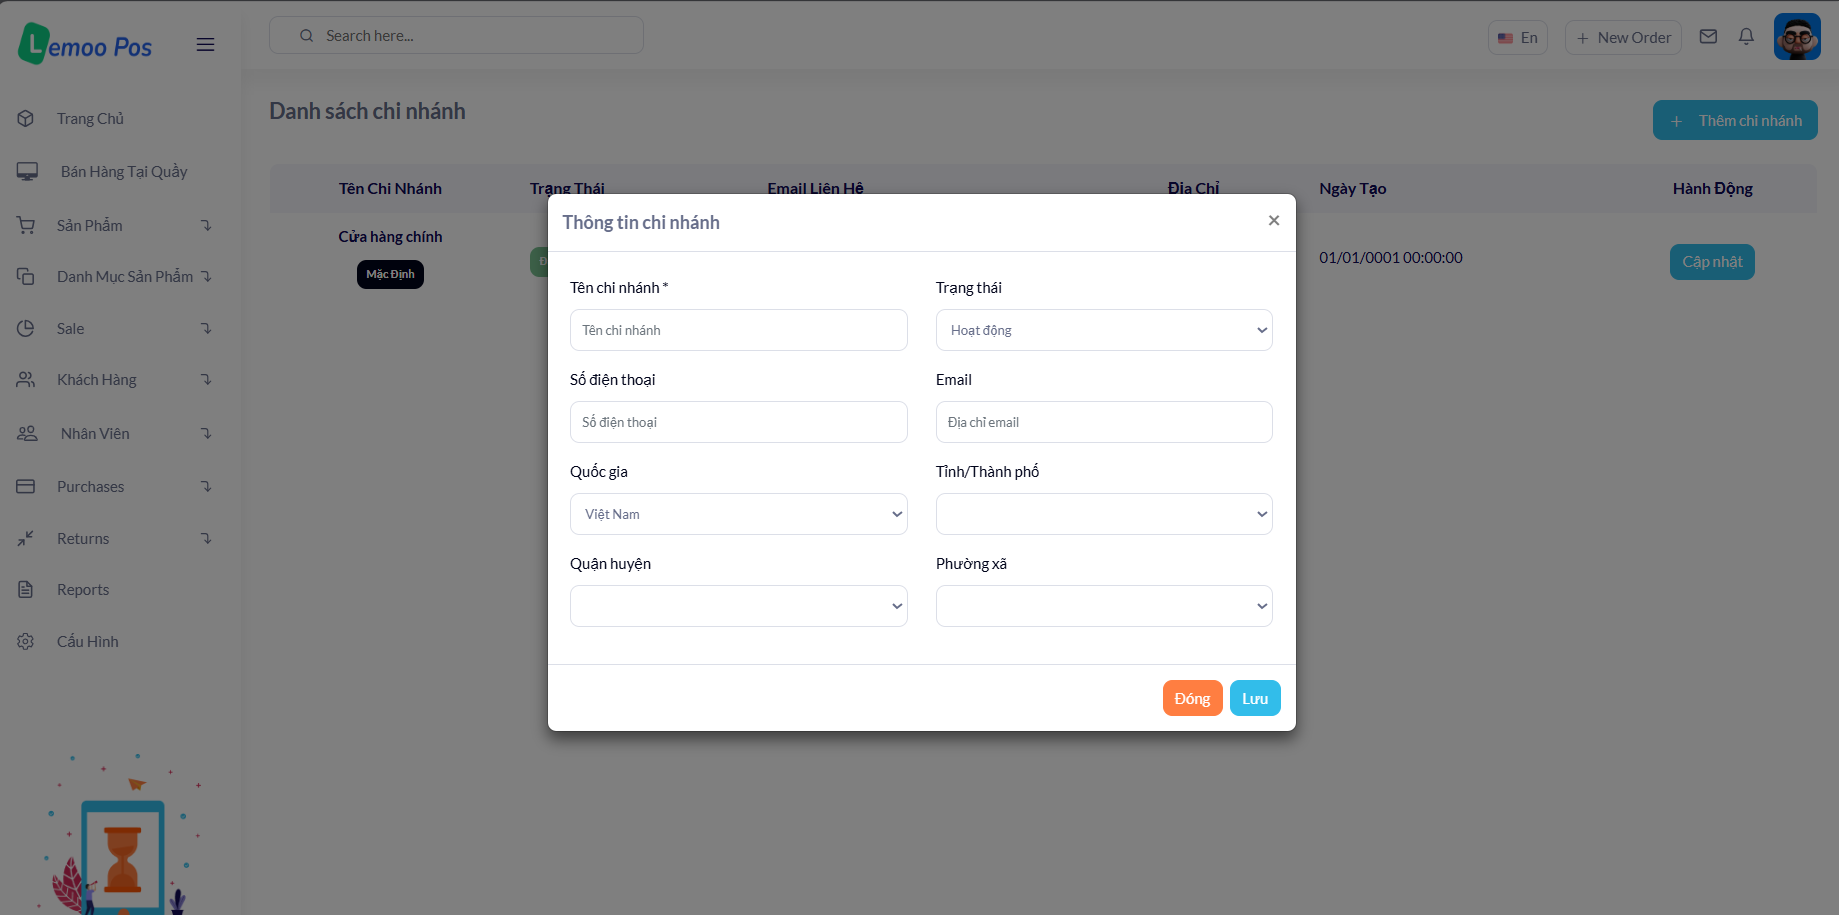 Lemoo Pos
Search here...
En
New Order
Trang Chủ
Bán Hàng Tại Quầy
Sản Phẩm
Danh Mục Sản Phẩm
Sale
Khách Hàng
Nhân Viên
Purchases
Returns
Reports
Cấu Hình
Danh sách chi nhánh
Thêm chi nhánh
Tên Chi Nhánh
Trạng Thái
Email Liên Hệ
Địa Chỉ
Ngày Tạo
Hành Động
Cửa hàng chính
Mặc Định
01/01/0001 00:00:00
Cập nhật
Thông tin chi nhánh
×
Tên chi nhánh *
Trạng thái
Tên chi nhánh
Hoạt động
Số điện thoại
Email
Số điện thoại
Địa chỉ email
Quốc gia
Tỉnh/Thành phố
Việt Nam
Quận huyện
Phường xã
Đóng
Lưu